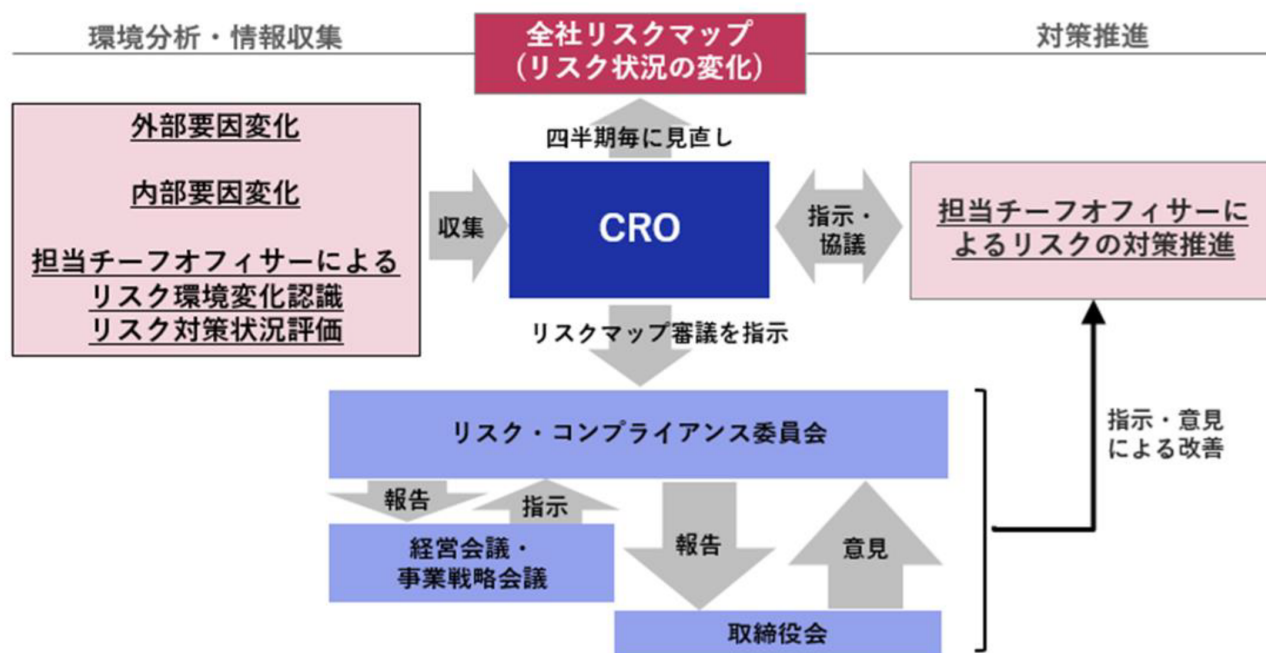 環境分析・情報収集
全社リスクマップ
(リスク状況の変化)
対策推進
外部要因変化
内部要因変化
担当チーフオフィサーによる
リスク環境変化認識
リスク対策状況評価
収集
四半期毎に見直し
CRO
指示・
協議
担当チーフオフィサーに
よるリスクの対策推進
リスクマップ審議を指示
リスク・コンプライアンス委員会
指示・意見
による改善
報告
指示
経営会議・
事業戦略会議
報告
意見
取締役会